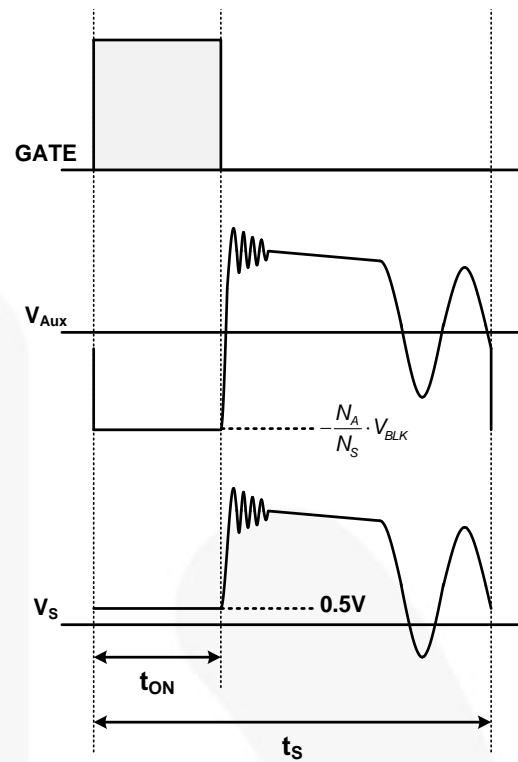 GATE
V_Aux
-N_A/N_S · V_BLK
V_S
0.5V
t_ON
t_S